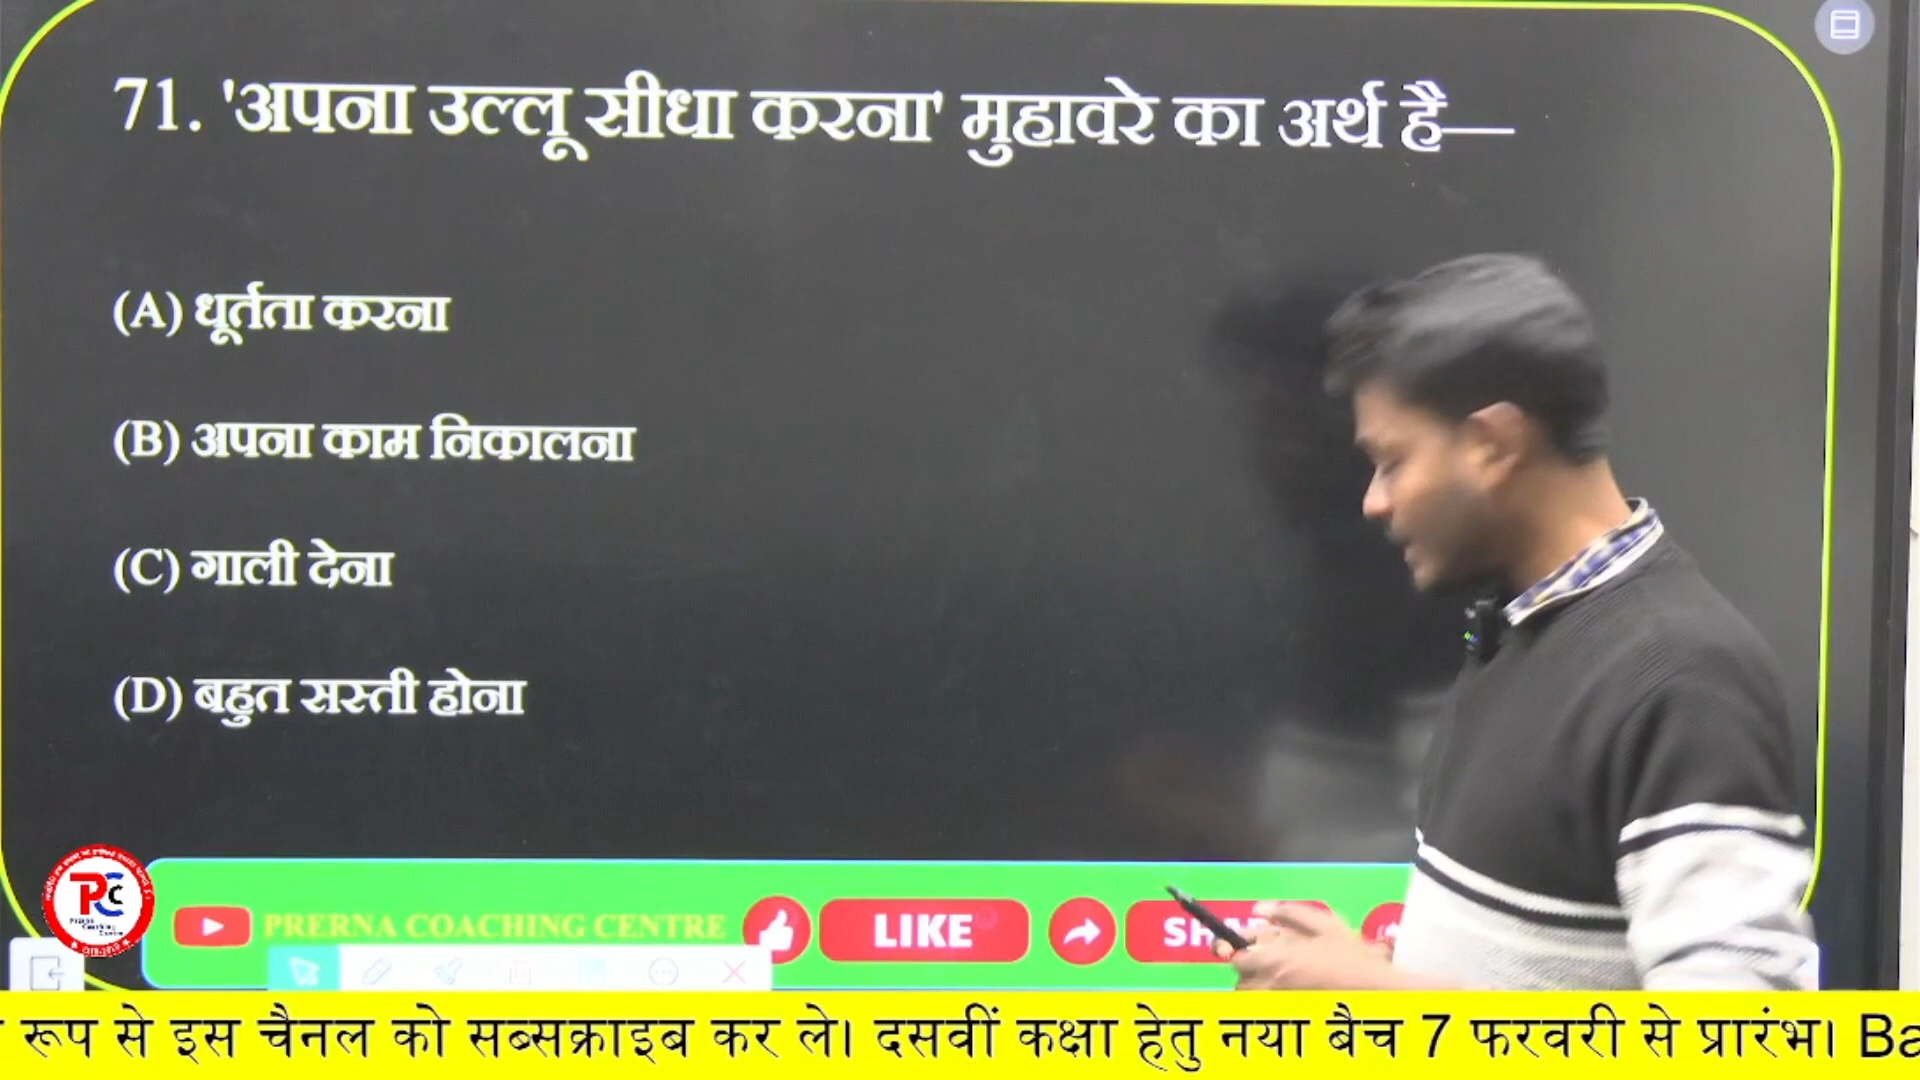 71. 'अपना उल्लू सीधा करना' मुहावरे का अर्थ है—
(A) धूर्तता करना
(B) अपना काम निकालना
(C) गाली देना
(D) बहुत सस्ती होना
PRERNA COACHING CENTRE
LIKE
रूप से इस चैनल को सब्सक्राइब कर ले। दसवीं कक्षा हेतु नया बैच 7 फरवरी से प्रारंभ।